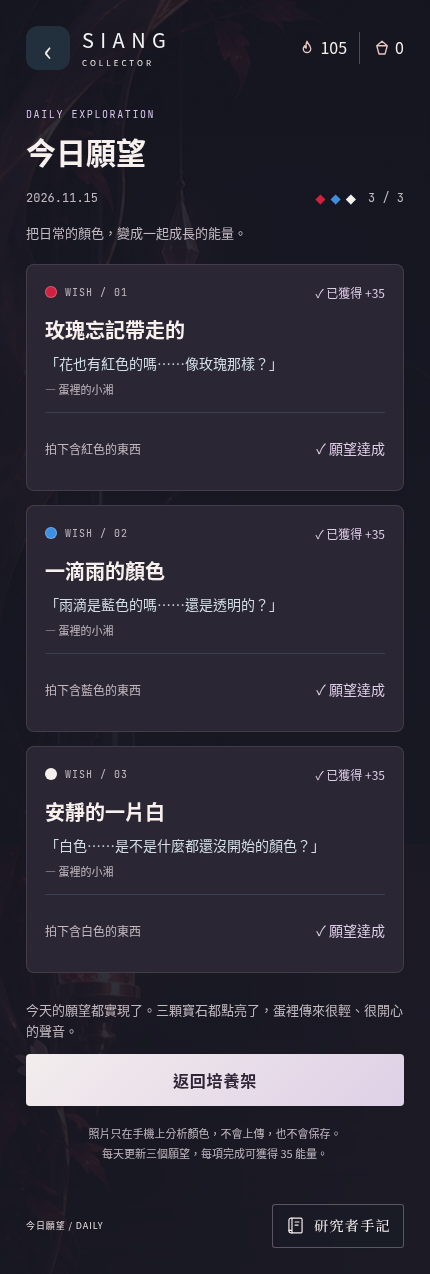 SIANG
COLLECTOR
105
0
DAILY EXPLORATION
今日願望
2026.11.15
3 / 3
把日常的顏色，變成一起成長的能量。
WISH / 01
✓已獲得 +35
玫瑰忘記帶走的
「花也有紅色的嗎……像玫瑰那樣？」
— 蛋裡的小湘
拍下含紅色的東西
✓願望達成
WISH / 02
✓已獲得 +35
一滴雨的顏色
「雨滴是藍色的嗎……還是透明的？」
— 蛋裡的小湘
拍下含藍色的東西
✓願望達成
WISH / 03
✓已獲得 +35
安靜的一片白
「白色……是不是什麼都還沒開始的顏色？」
— 蛋裡的小湘
拍下含白色的東西
✓願望達成
今天的願望都實現了。三顆寶石都點亮了，蛋裡傳來很輕、很開心
的聲音。
返回培養架
照片只在手機上分析顏色，不會上傳，也不會保存。
每天更新三個願望，每項完成可獲得 35 能量。
今日願望 / DAILY
研究者手記